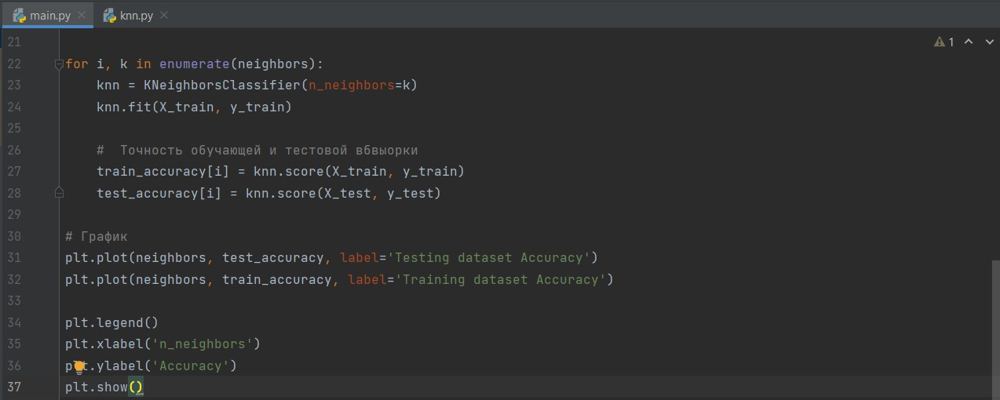 main.py knn.py
1
21
22 for i, k in enumerate(neighbors):
23     knn = KNeighborsClassifier(n_neighbors=k)
24     knn.fit(X_train, y_train)
25
26     #  Точность обучающей и тестовой вбвыорки
27     train_accuracy[i] = knn.score(X_train, y_train)
28     test_accuracy[i] = knn.score(X_test, y_test)
29
30 # График
31 plt.plot(neighbors, test_accuracy, label='Testing dataset Accuracy')
32 plt.plot(neighbors, train_accuracy, label='Training dataset Accuracy')
33
34 plt.legend()
35 plt.xlabel('n_neighbors')
36 plt.ylabel('Accuracy')
37 plt.show()